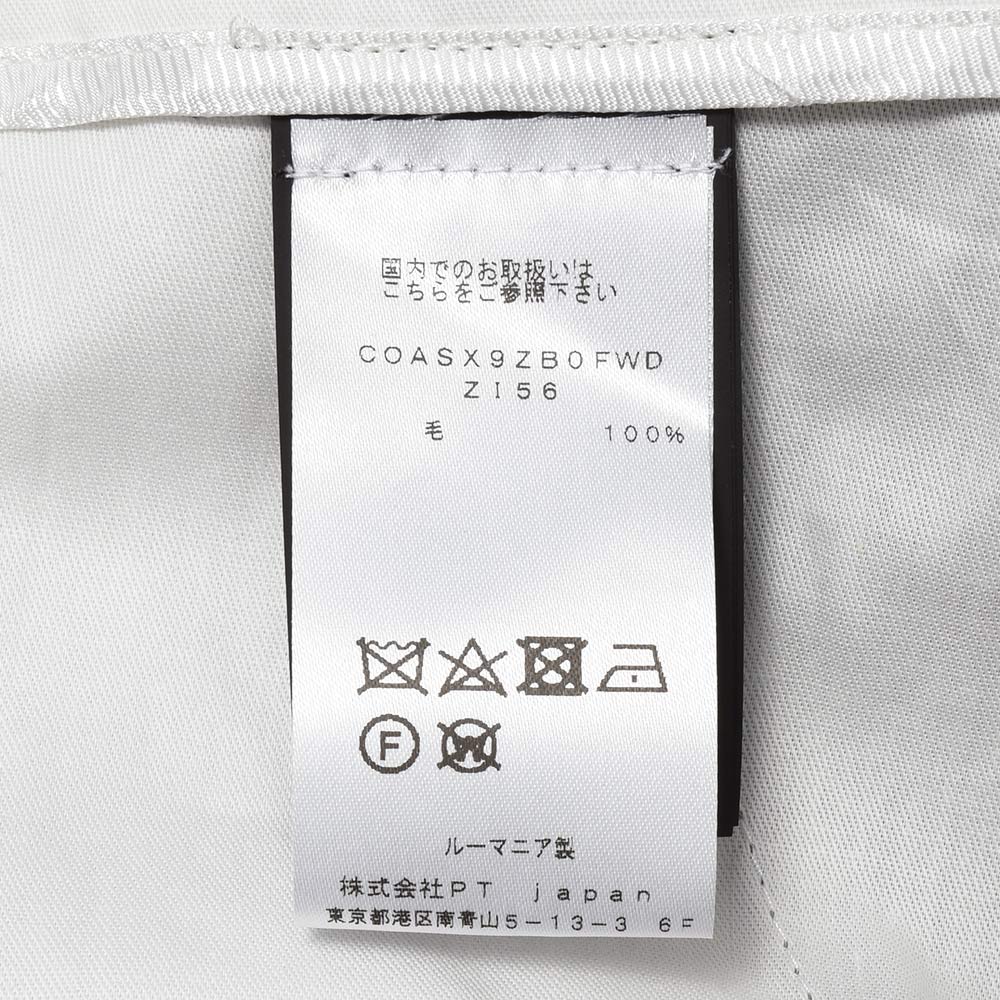 国内でのお取扱いは
こちらをご参照下さい
COASX9ZB0FWD
ZI56
毛 100%
F
W
ルーマニア製
株式会社PT japan
東京都港区南青山5-13-3 6F